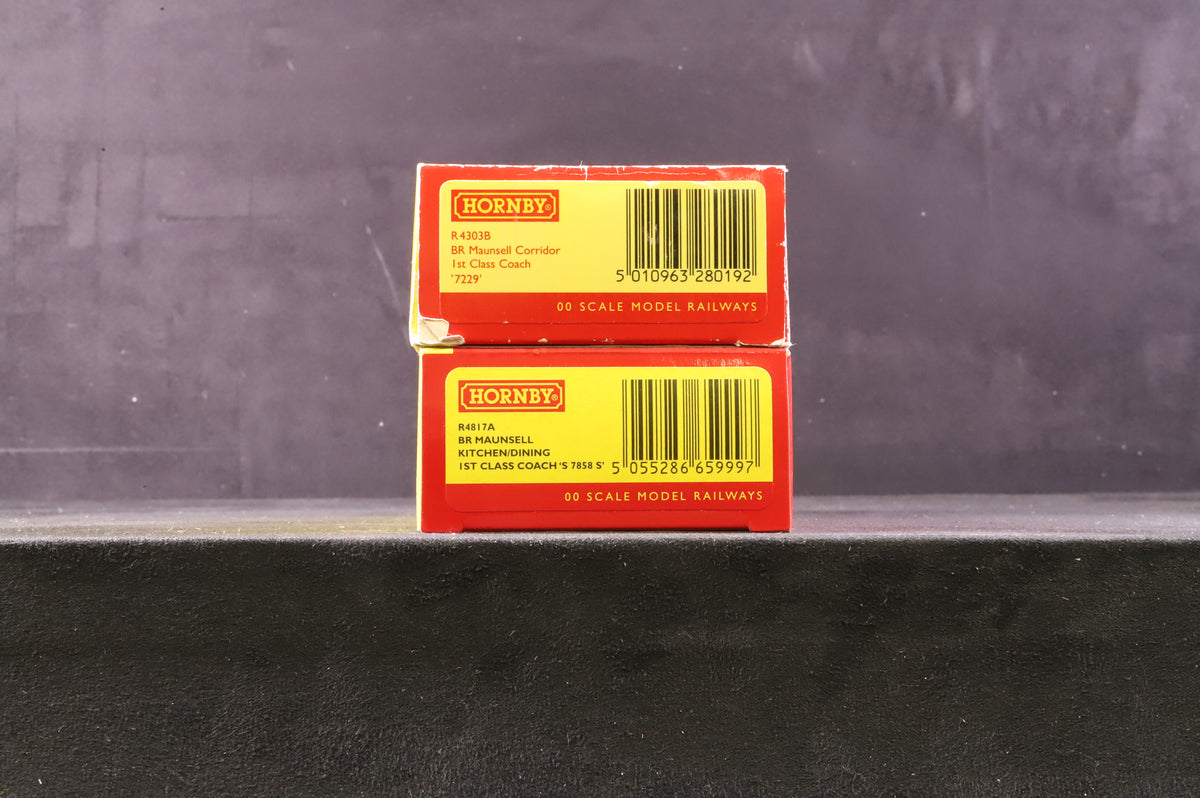 HORNBY®
R4303B
BR Maunsell Corridor
1st Class Coach
'7229'
5 010963 280192
00 SCALE MODEL RAILWAYS
HORNBY®
R4817A
BR MAUNSELL
KITCHEN/DINING
1ST CLASS COACH 'S 7858 S'
5 055286 659997
00 SCALE MODEL RAILWAYS